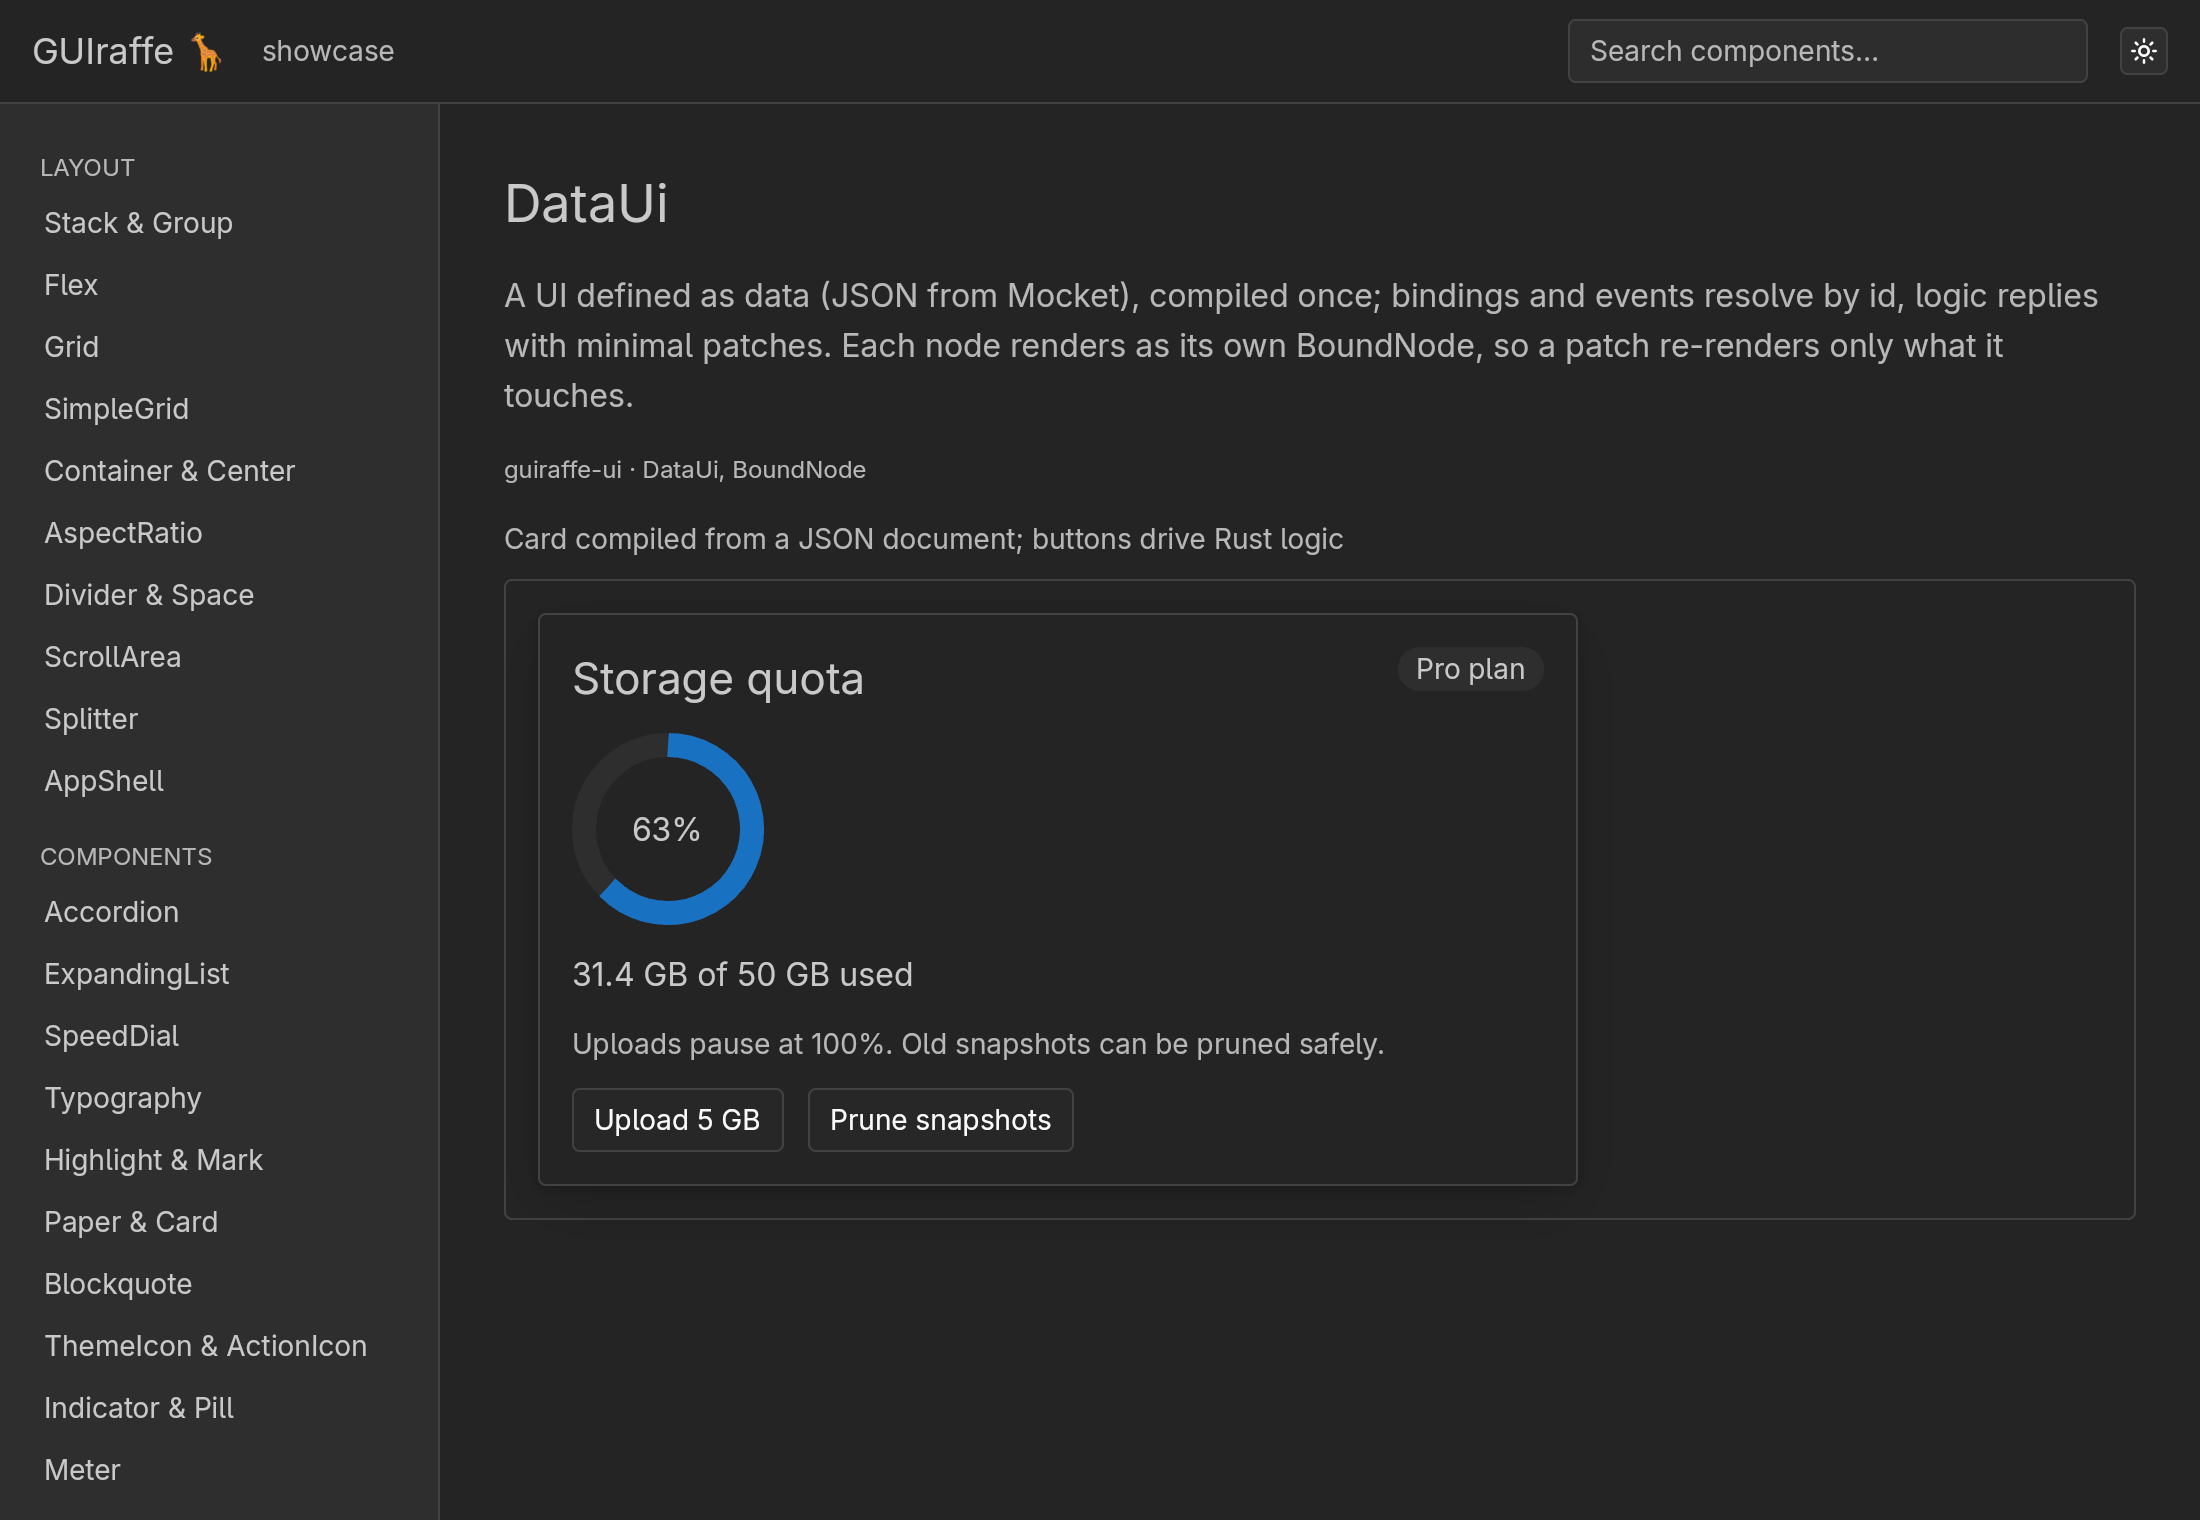 GUIraffe 🦒 showcase
Search components...
LAYOUT
Stack & Group
Flex
Grid
SimpleGrid
Container & Center
AspectRatio
Divider & Space
ScrollArea
Splitter
AppShell
COMPONENTS
Accordion
ExpandingList
SpeedDial
Typography
Highlight & Mark
Paper & Card
Blockquote
ThemeIcon & ActionIcon
Indicator & Pill
Meter
DataUi
A UI defined as data (JSON from Mocket), compiled once; bindings and events resolve by id, logic replies
with minimal patches. Each node renders as its own BoundNode, so a patch re-renders only what it
touches.
guiraffe-ui · DataUi, BoundNode
Card compiled from a JSON document; buttons drive Rust logic
Storage quota
Pro plan
63%
31.4 GB of 50 GB used
Uploads pause at 100%. Old snapshots can be pruned safely.
Upload 5 GB
Prune snapshots